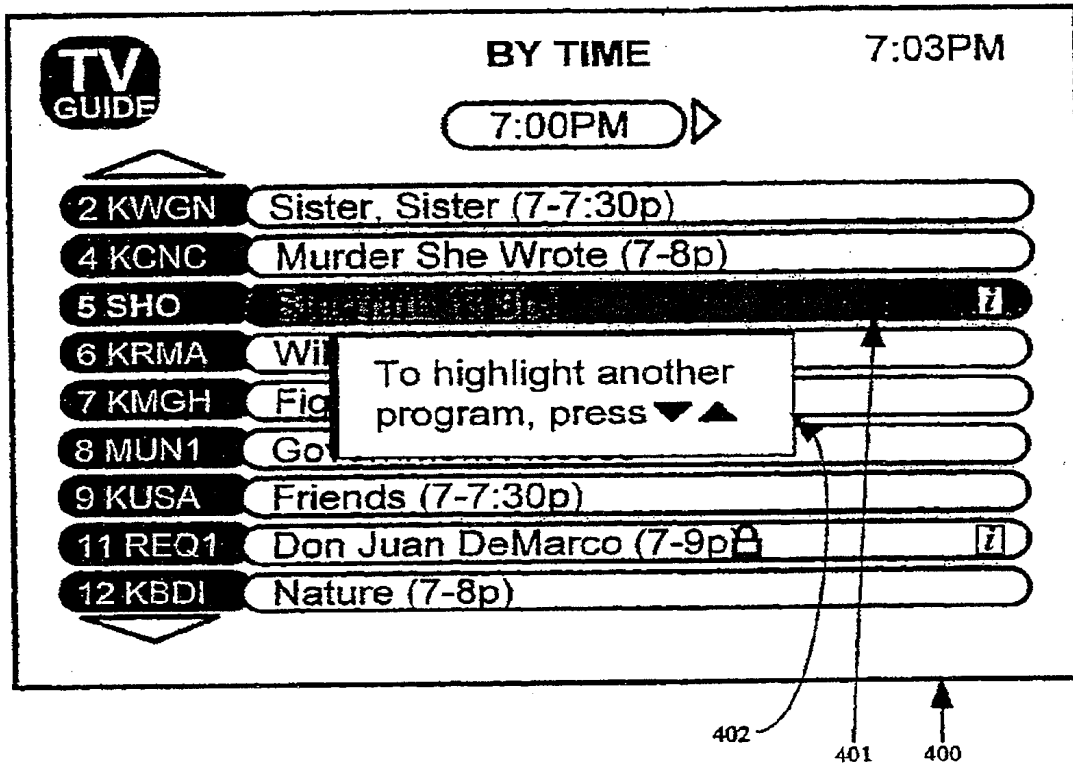 TV
GUIDE
BY TIME
7:03PM
7:00PM
2 KWGN Sister, Sister (7-7:30p)
4 KCNC Murder She Wrote (7-8p)
5 SHO i
6 KRMA Wil
7 KMGH Fig
8 MUN1 Go
To highlight another
program, press ▼▲
9 KUSA Friends (7-7:30p)
11 REQ1 Don Juan DeMarco (7-9p) i
12 KBDI Nature (7-8p)
402
401
400